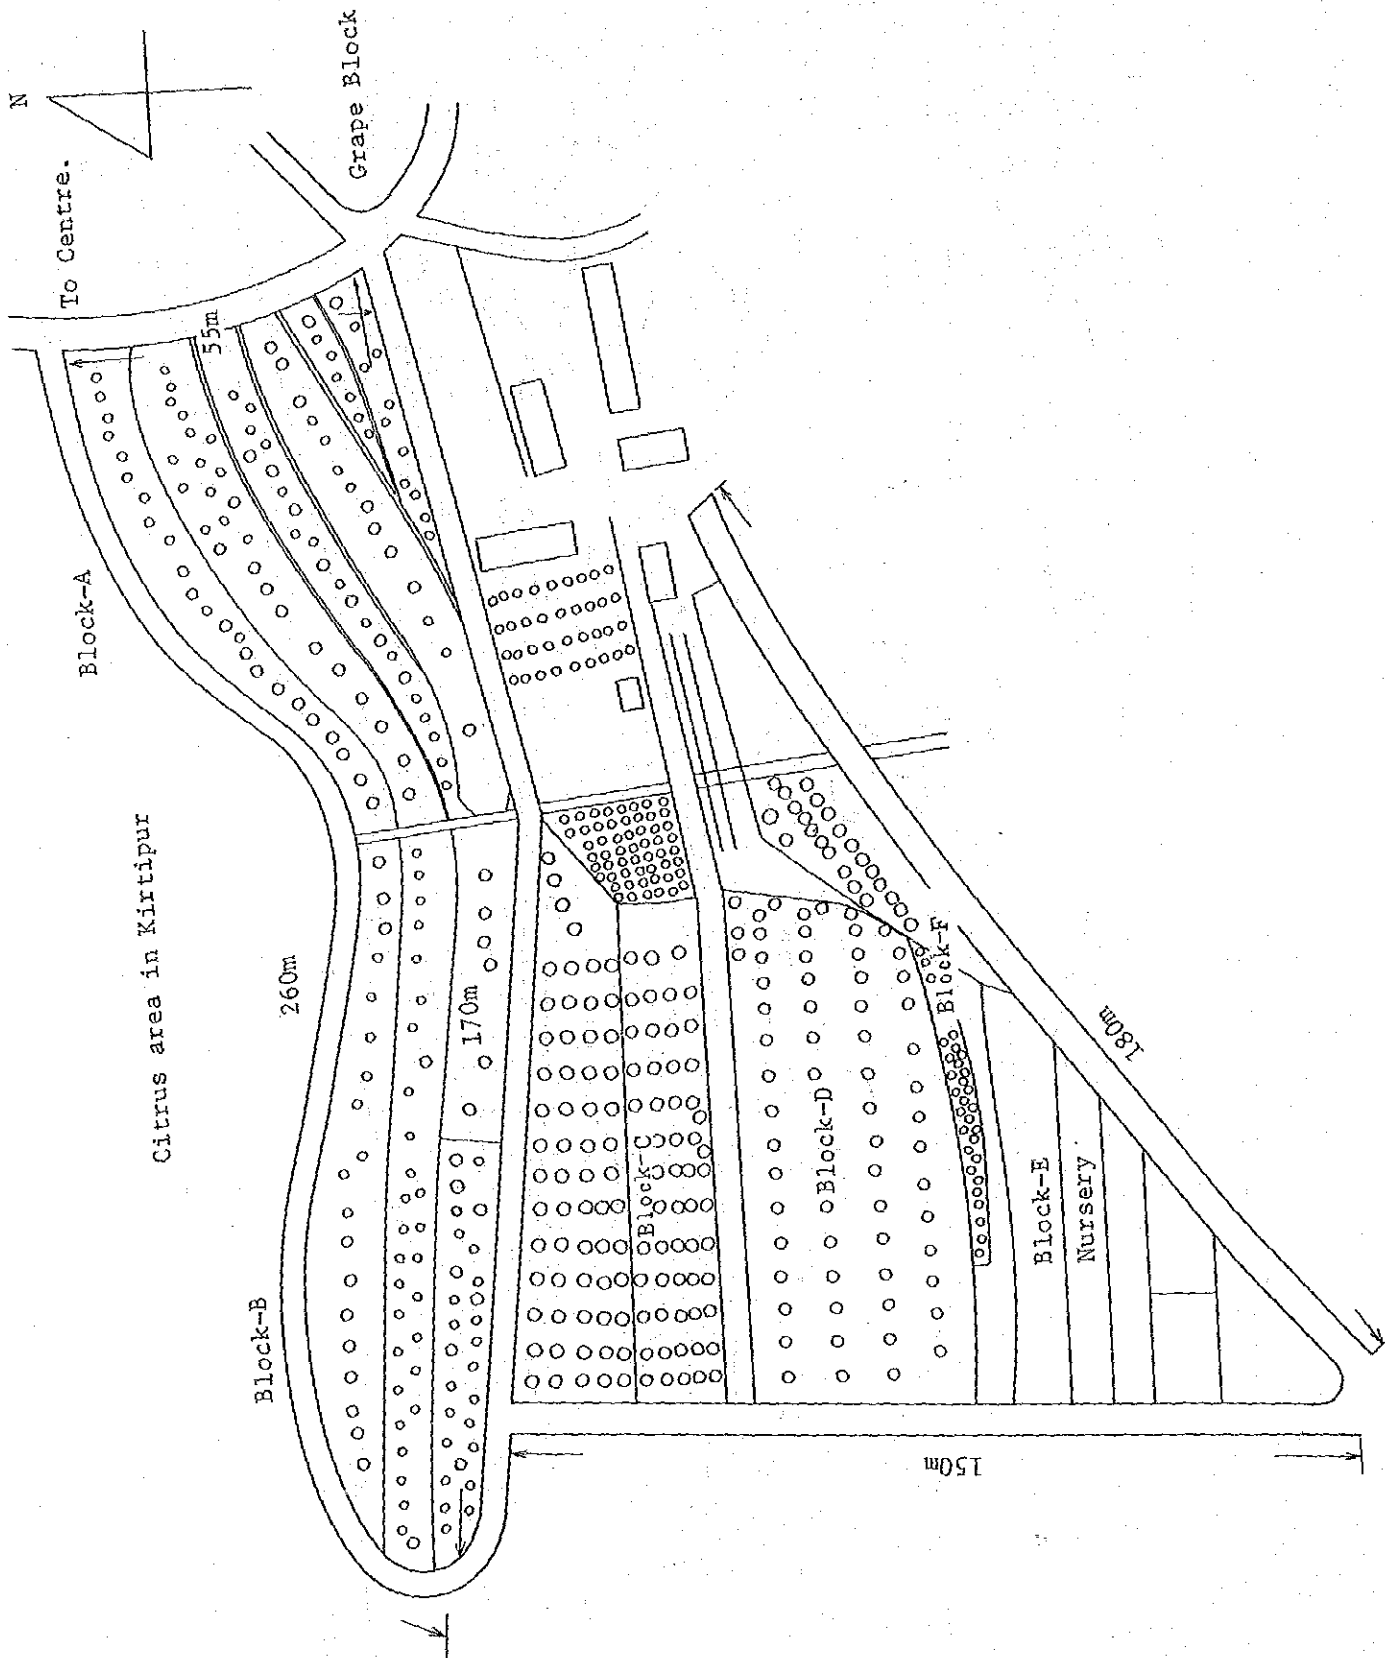 Citrus area in Kirtipur
N
To Centre.
Grape Block
55m
Block-A
260m
170m
Block-B
Block-C
Block-D
Block-F
Block-E
Nursery
180m
150m